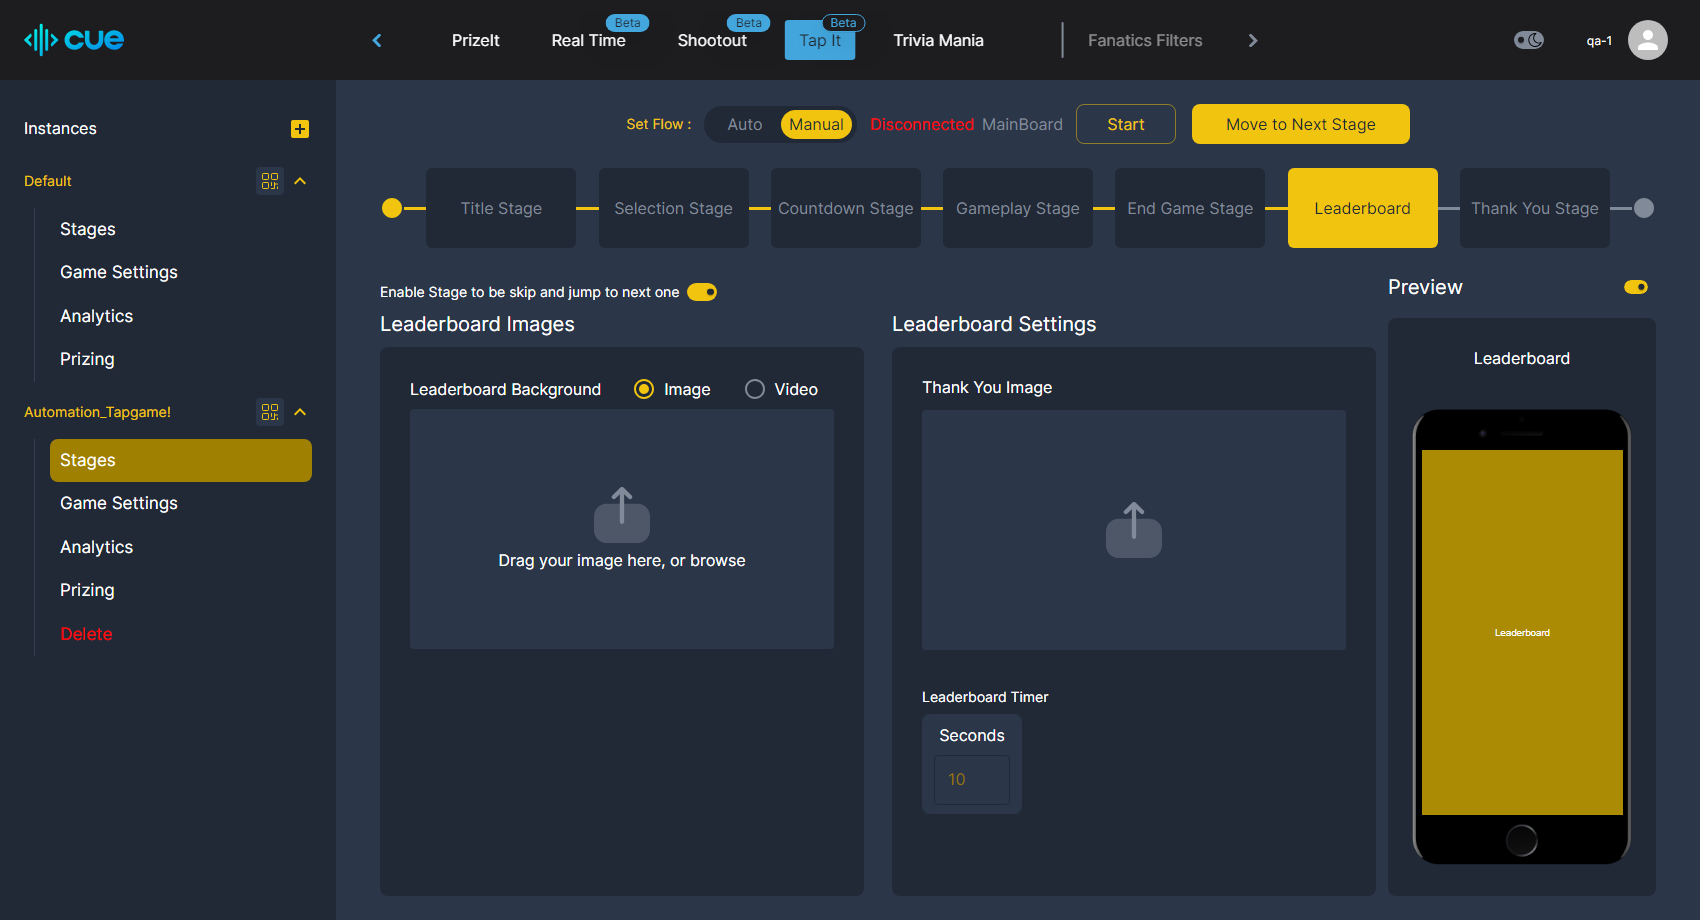 cue
PrizeIt
Real Time
Beta
Shootout
Beta
Tap It
Beta
Trivia Mania
Fanatics Filters
qa-1
Instances
Default
Stages
Game Settings
Analytics
Prizing
Automation_Tapgame!
Stages
Game Settings
Analytics
Prizing
Delete
Set Flow :
Auto
Manual
Disconnected MainBoard
Start
Move to Next Stage
Title Stage
Selection Stage
Countdown Stage
Gameplay Stage
End Game Stage
Leaderboard
Thank You Stage
Enable Stage to be skip and jump to next one
Leaderboard Images
Leaderboard Background
Image
Video
Drag your image here, or browse
Leaderboard Settings
Thank You Image
Leaderboard Timer
Seconds
10
Preview
Leaderboard
Leaderboard